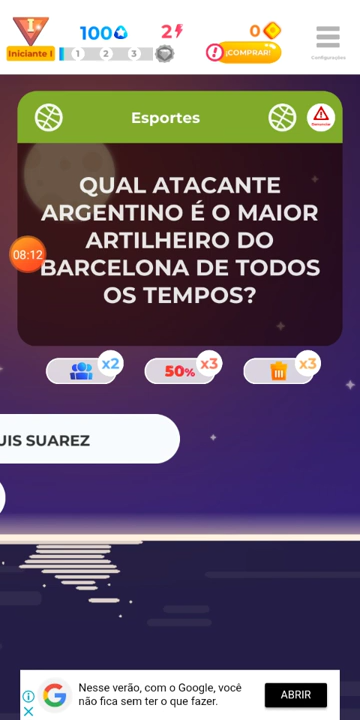 100
2
0
Iniciante I
1
2
3
¡COMPRAR!
Configurações
Esportes
QUAL ATACANTE
ARGENTINO É O MAIOR
ARTILHEIRO DO
BARCELONA DE TODOS
OS TEMPOS?
08:12
x2
50%
x3
x3
UIS SUAREZ
Nesse verão, com o Google, você
não fica sem ter o que fazer.
ABRIR